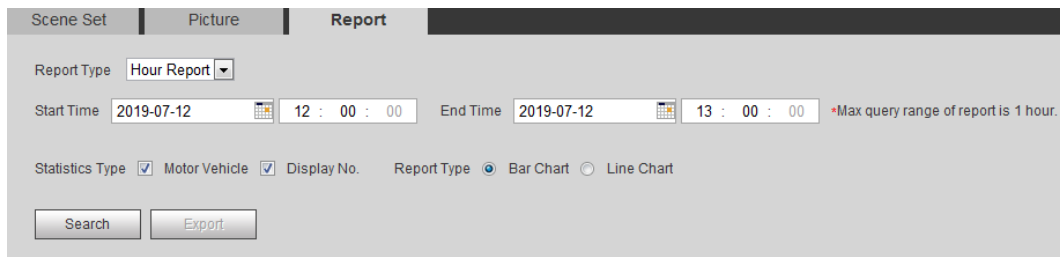 Scene Set Picture Report
Report Type Hour Report
Start Time 2019-07-12 12 : 00 : 00 End Time 2019-07-12 13 : 00 : 00 *Max query range of report is 1 hour.
Statistics Type Motor Vehicle Display No. Report Type Bar Chart Line Chart
Search Export